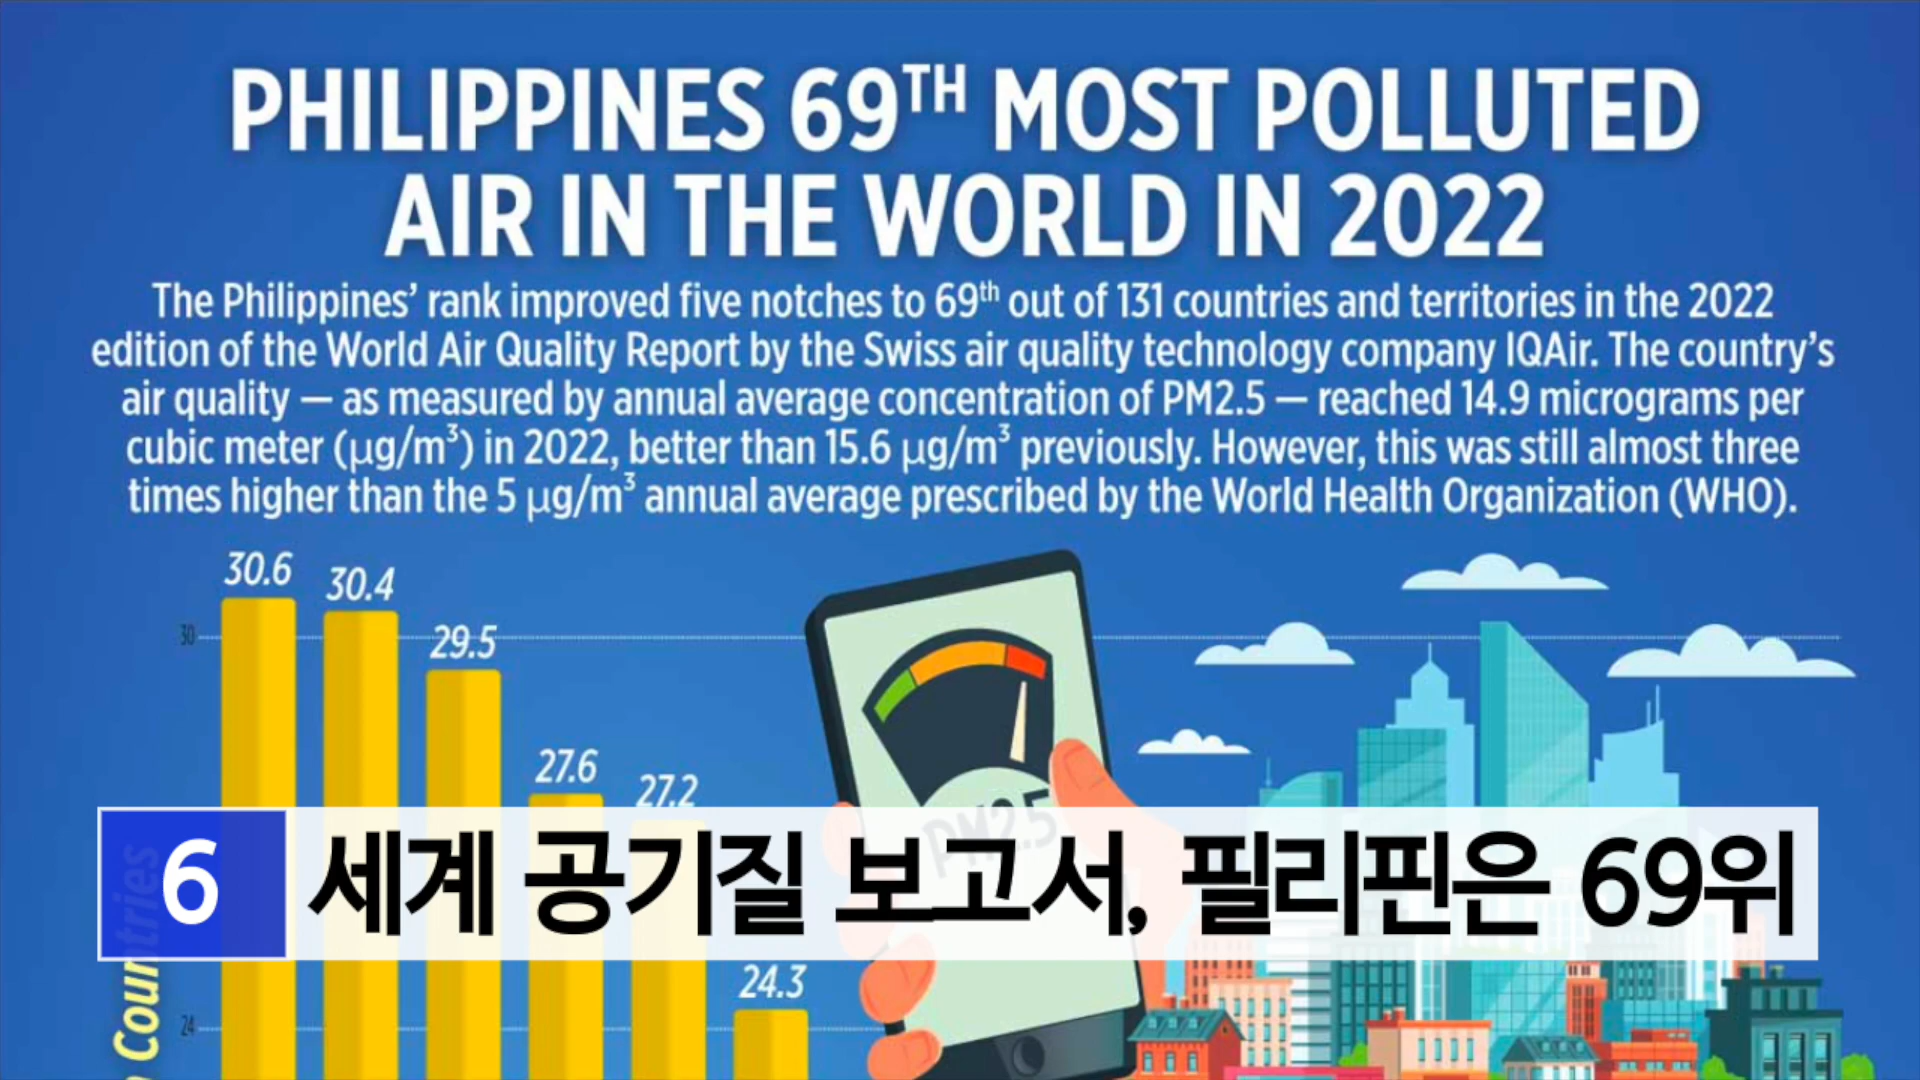 PHILIPPINES 69TH MOST POLLUTED
AIR IN THE WORLD IN 2022
The Philippines’ rank improved five notches to 69th out of 131 countries and territories in the 2022
edition of the World Air Quality Report by the Swiss air quality technology company IQAir. The country’s
air quality — as measured by annual average concentration of PM2.5 — reached 14.9 micrograms per
cubic meter (µg/m³) in 2022, better than 15.6 µg/m³ previously. However, this was still almost three
times higher than the 5 µg/m³ annual average prescribed by the World Health Organization (WHO).
30.6
30.4
29.5
27.6
27.2
24.3
30
24
PM2.5
6 세계 공기질 보고서, 필리핀은 69위
Countries